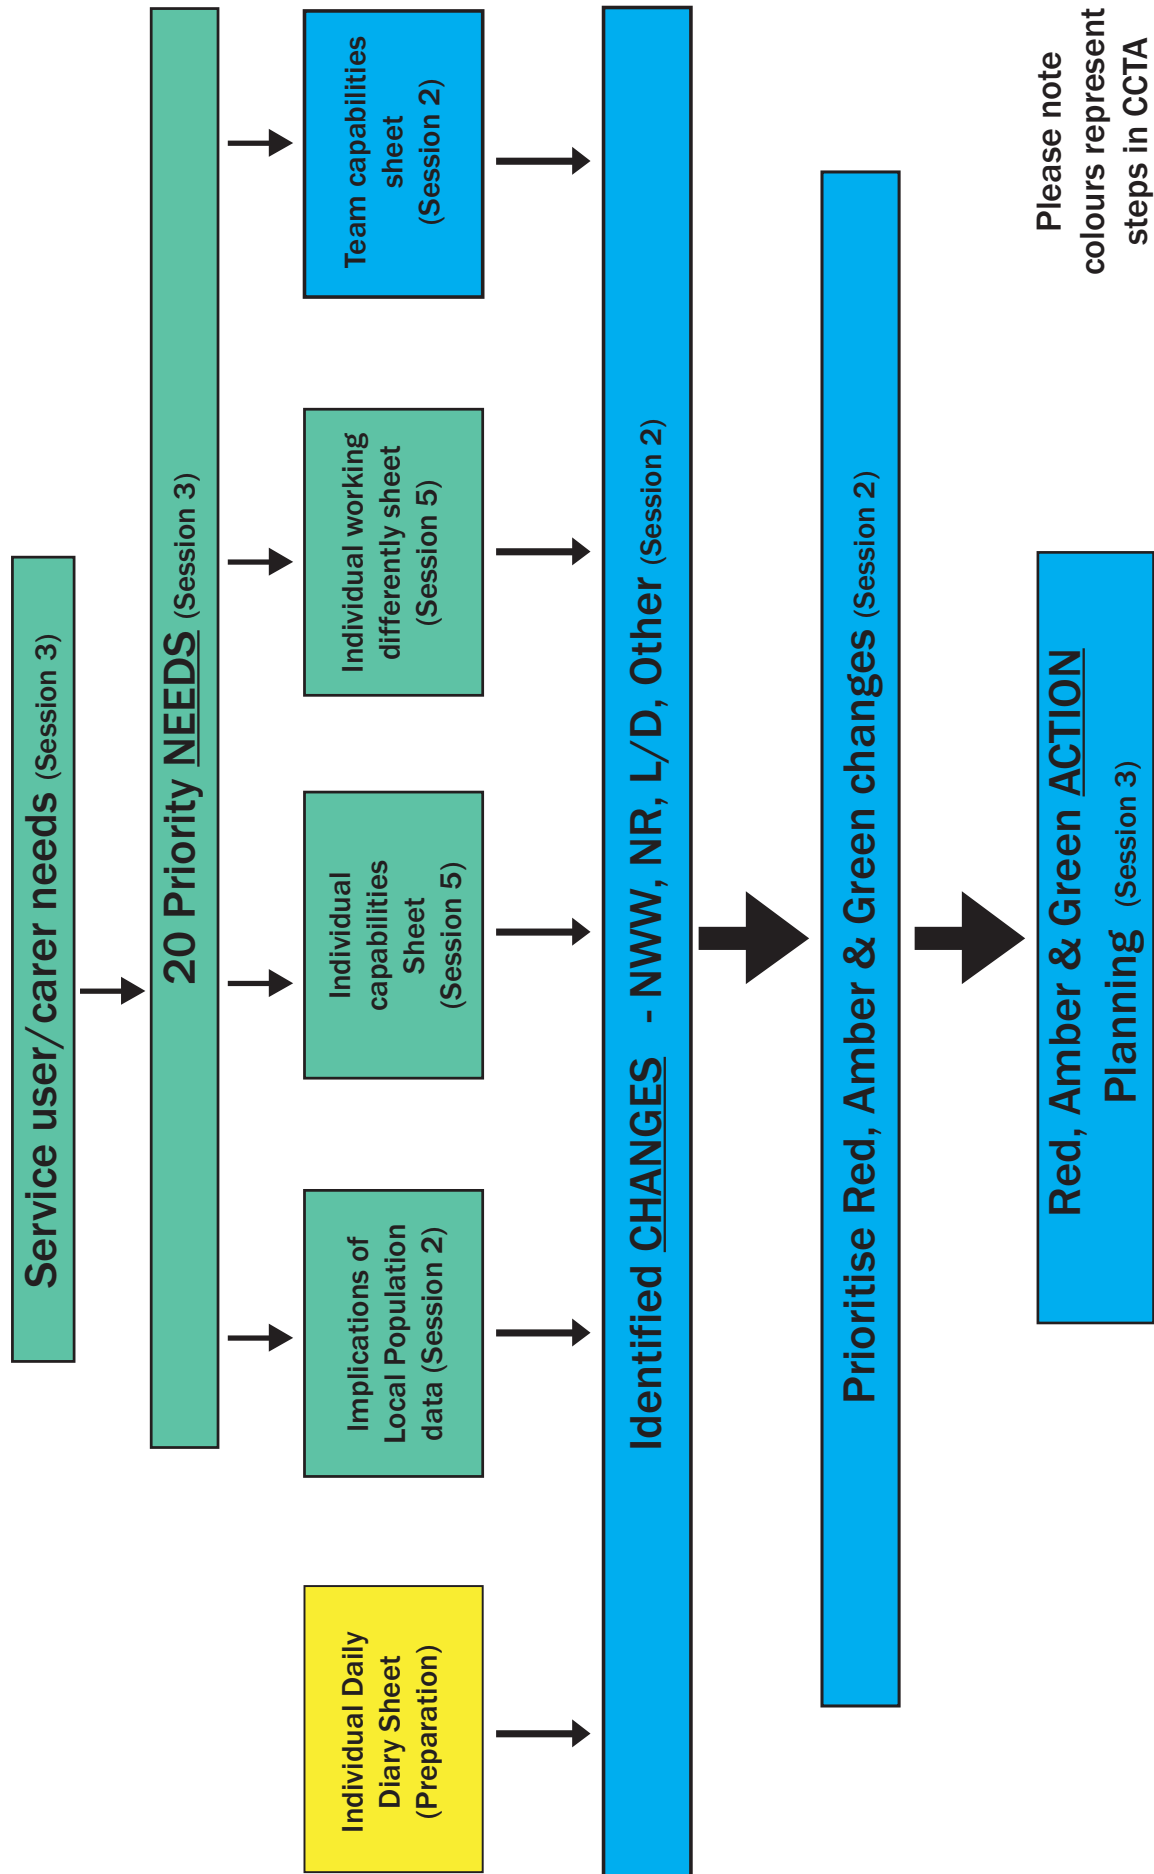 Service user/carer needs (Session 3)
20 Priority NEEDS (Session 3)
Individual Daily
Diary Sheet
(Preparation)
Implications of
Local Population
data (Session 2)
Individual
capabilities
Sheet
(Session 5)
Individual working
differently sheet
(Session 5)
Team capabilities
sheet
(Session 2)
Identified CHANGES - NWW, NR, L/D, Other (Session 2)
Prioritise Red, Amber & Green changes (Session 2)
Red, Amber & Green ACTION
Planning (Session 3)
Please note
colours represent
steps in CCTA